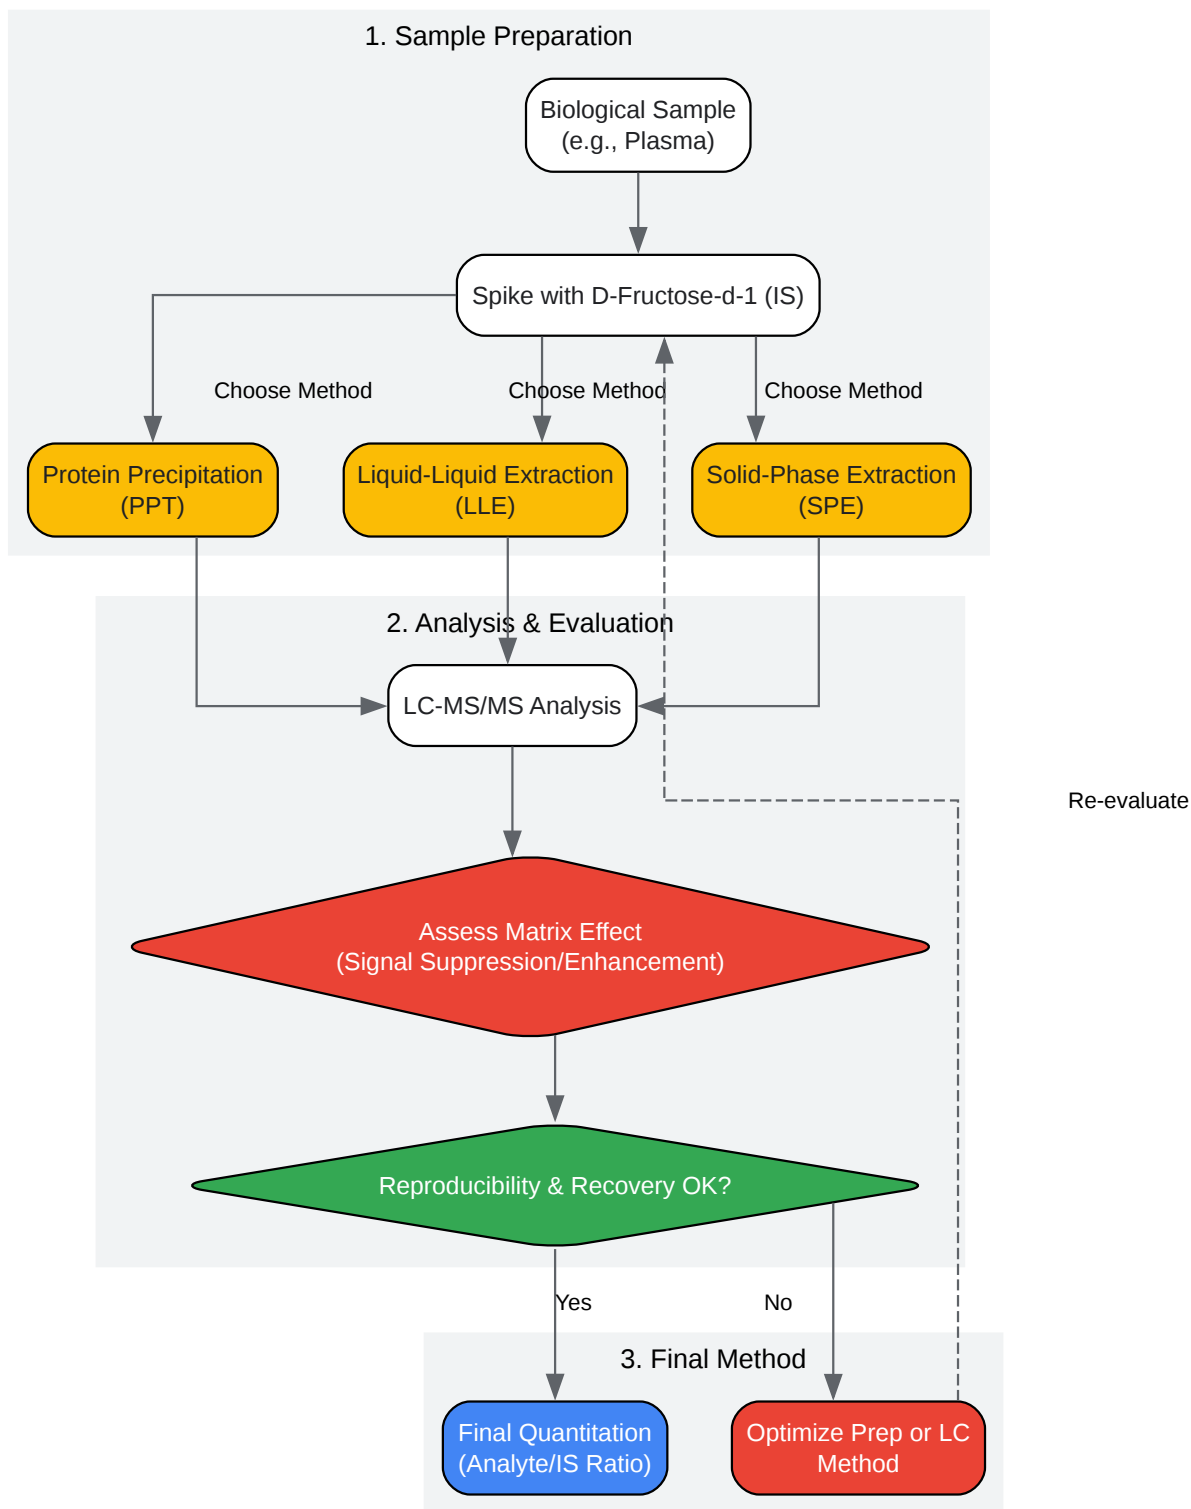 1. Sample Preparation
Biological Sample
(e.g., Plasma)
Spike with D-Fructose-d-1 (IS)
Choose Method
Choose Method
Choose Method
Protein Precipitation
(PPT)
Liquid-Liquid Extraction
(LLE)
Solid-Phase Extraction
(SPE)
2. Analysis & Evaluation
LC-MS/MS Analysis
Re-evaluate
Assess Matrix Effect
(Signal Suppression/Enhancement)
Reproducibility & Recovery OK?
Yes
No
3. Final Method
Final Quantitation
(Analyte/IS Ratio)
Optimize Prep or LC
Method